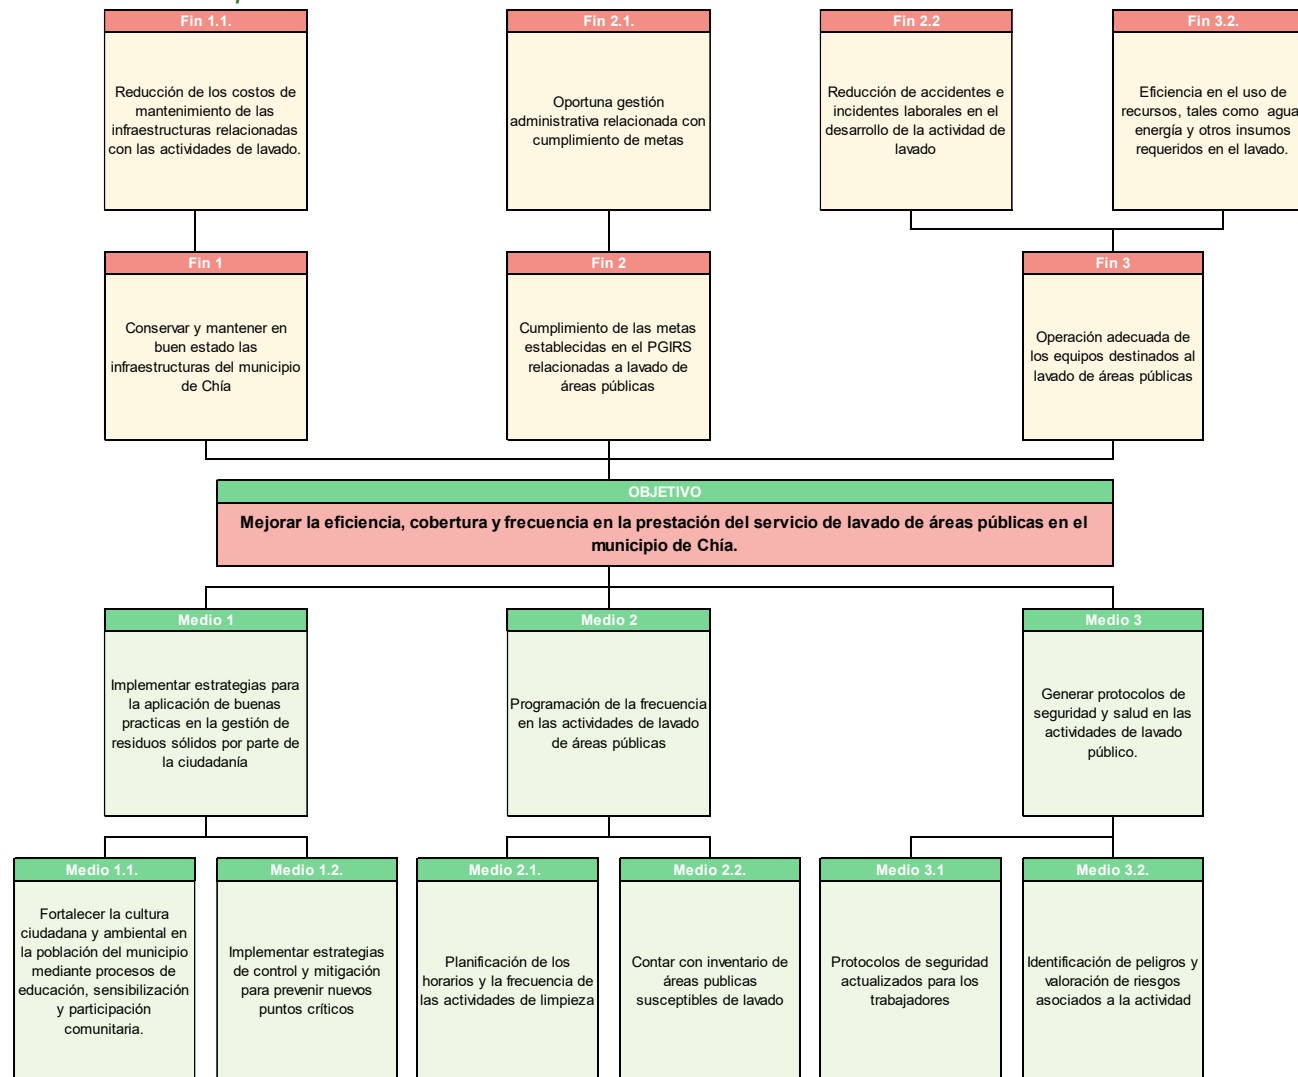 Fin 1.1.
Reducción de los costos de
mantenimiento de las
infraestructuras relacionadas
con las actividades de lavado.
Fin 2.1.
Oportuna gestión
administrativa relacionada con
cumplimiento de metas
Fin 2.2
Reducción de accidentes e
incidentes laborales en el
desarrollo de la actividad de
lavado
Fin 3.2.
Eficiencia en el uso de
recursos, tales como agua
energía y otros insumos
requeridos en el lavado.
Fin 1
Conservar y mantener en
buen estado las
infraestructuras del municipio
de Chía
Fin 2
Cumplimiento de las metas
establecidas en el PGIRS
relacionadas a lavado de
áreas públicas
Fin 3
Operación adecuada de
los equipos destinados al
lavado de áreas públicas
OBJETIVO
Mejorar la eficiencia, cobertura y frecuencia en la prestación del servicio de lavado de áreas públicas en el
municipio de Chía.
Medio 1
Implementar estrategias para
la aplicación de buenas
practicas en la gestión de
residuos sólidos por parte de
la ciudadanía
Medio 2
Programación de la frecuencia
en las actividades de lavado
de áreas públicas
Medio 3
Generar protocolos de
seguridad y salud en las
actividades de lavado
público.
Medio 1.1.
Fortalecer la cultura
ciudadana y ambiental en
la población del municipio
mediante procesos de
educación, sensibilización
y participación
comunitaria.
Medio 1.2.
Implementar estrategias
de control y mitigación
para prevenir nuevos
puntos críticos
Medio 2.1.
Planificación de los
horarios y la frecuencia de
las actividades de limpieza
Medio 2.2.
Contar con inventario de
áreas publicas
susceptibles de lavado
Medio 3.1
Protocolos de seguridad
actualizados para los
trabajadores
Medio 3.2.
Identificación de peligros y
valoración de riesgos
asociados a la actividad